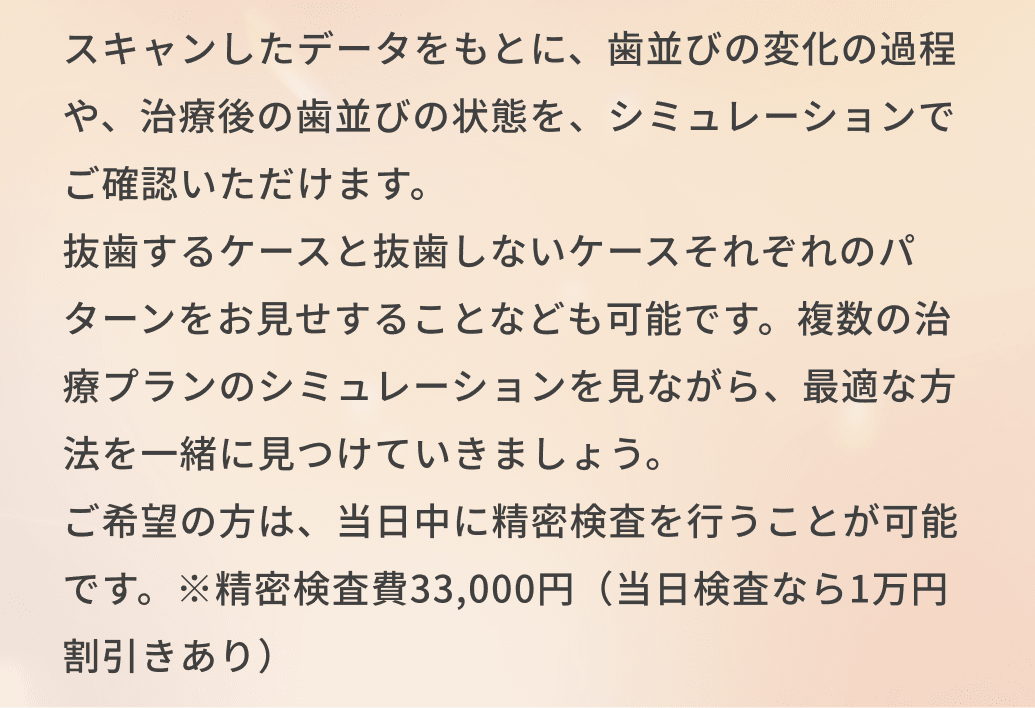 スキャンしたデータをもとに、歯並びの変化の過程
や、治療後の歯並びの状態を、シミュレーションで
ご確認いただけます。
抜歯するケースと抜歯しないケースそれぞれのパ
ターンをお見せすることなども可能です。複数の治
療プランのシミュレーションを見ながら、最適な方
法を一緒に見つけていきましょう。
ご希望の方は、当日中に精密検査を行うことが可能
です。※精密検査費33,000円（当日検査なら1万円
割引きあり）